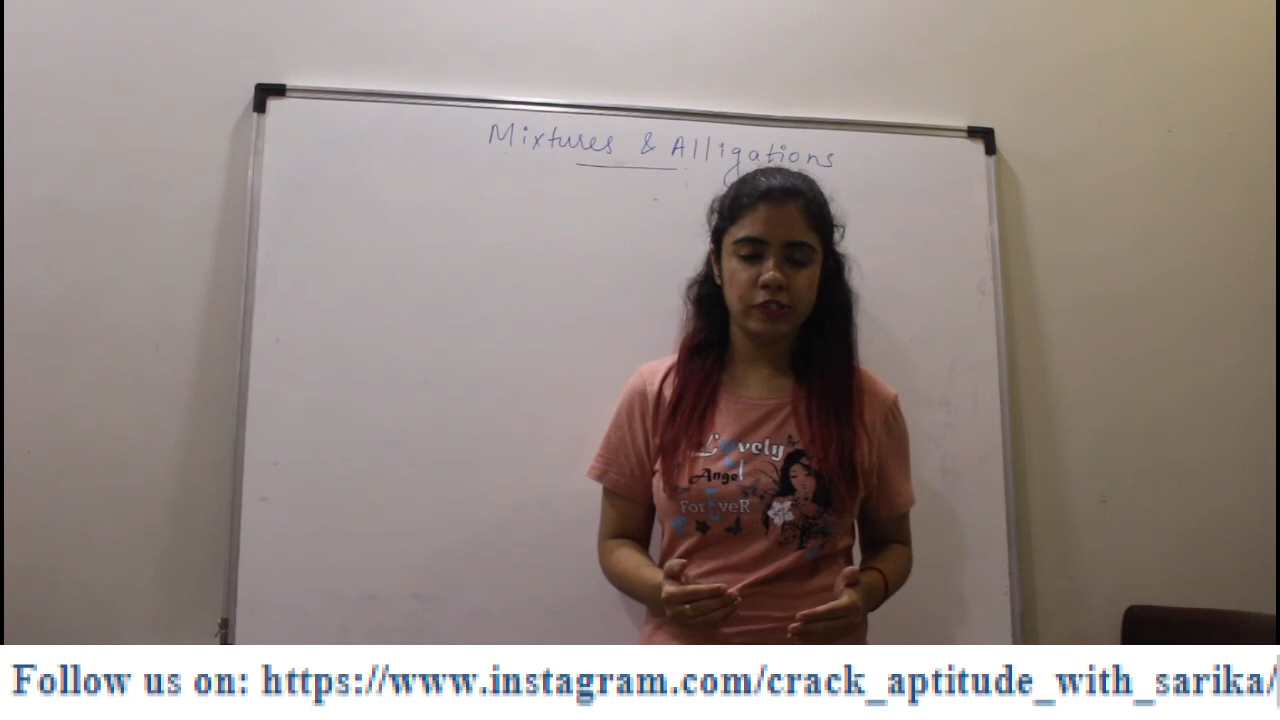 Mixtures & Alligations
Lovely
Angel
ForeveR
Follow us on: https://www.instagram.com/crack_aptitude_with_sarika/